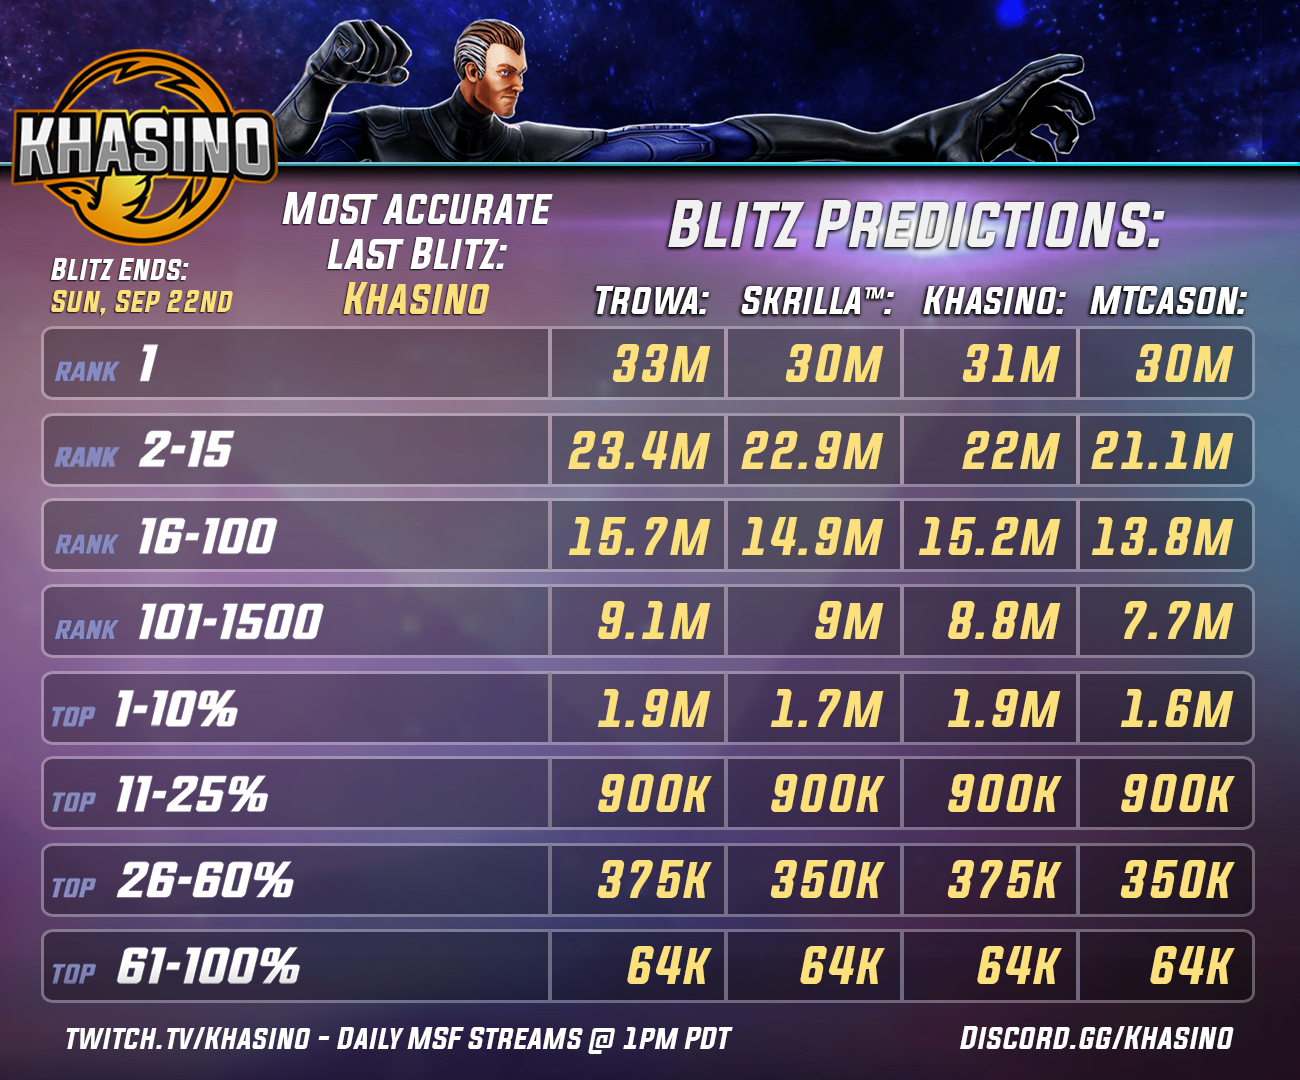 KHASINO
MOST ACCURATE
LAST BLITZ:
KHASINO
BLITZ PREDICTIONS:
BLITZ ENDS:
SUN, SEP 22ND
TROWA: SKRILLA™: KHASINO: MTCASON:
RANK 1 33M 30M 31M 30M
RANK 2-15 23.4M 22.9M 22M 21.1M
RANK 16-100 15.7M 14.9M 15.2M 13.8M
RANK 101-1500 9.1M 9M 8.8M 7.7M
TOP 1-10% 1.9M 1.7M 1.9M 1.6M
TOP 11-25% 900K 900K 900K 900K
TOP 26-60% 375K 350K 375K 350K
TOP 61-100% 64K 64K 64K 64K
TWITCH.TV/KHASINO - DAILY MSF STREAMS @ 1PM PDT
DISCORD.GG/KHASINO